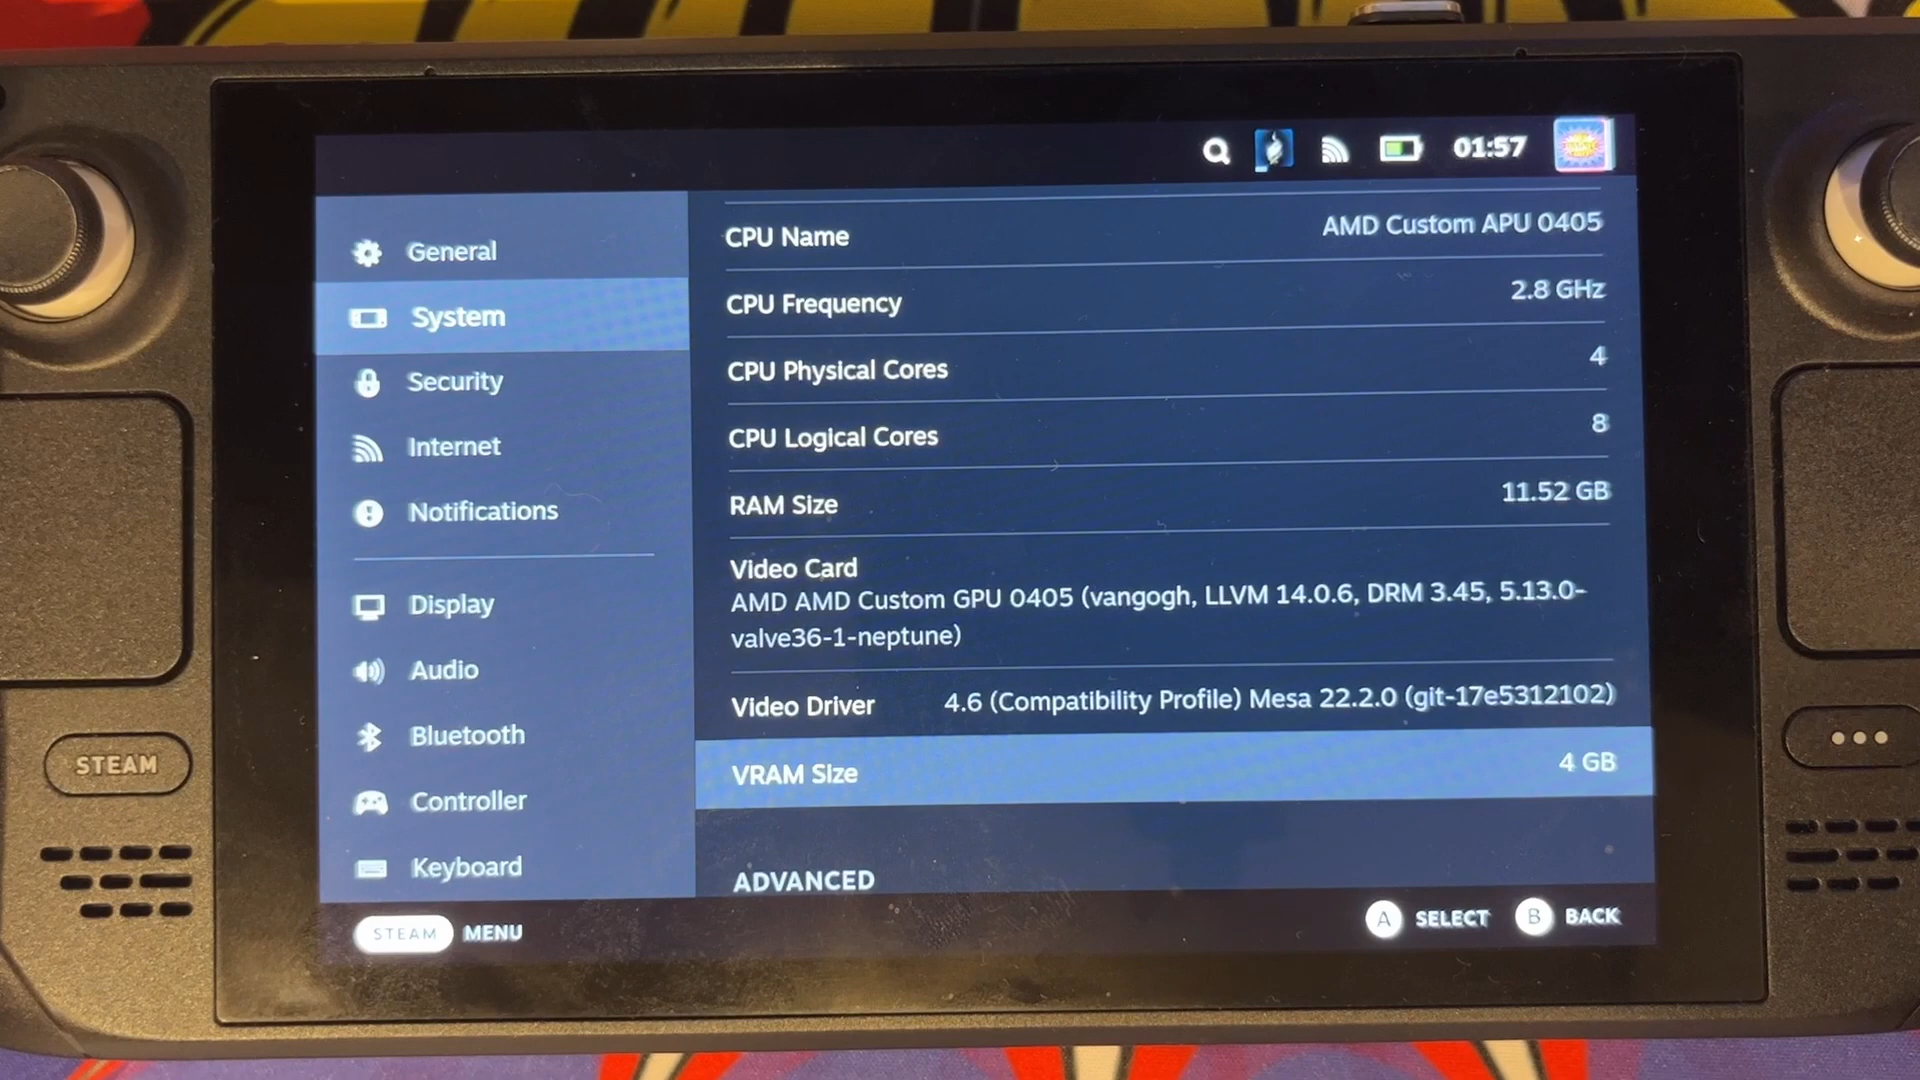 01:57
General
System
Security
Internet
Notifications
Display
Audio
Bluetooth
Controller
Keyboard
CPU Name AMD Custom APU 0405
CPU Frequency 2.8 GHz
CPU Physical Cores 4
CPU Logical Cores 8
RAM Size 11.52 GB
Video Card
AMD AMD Custom GPU 0405 (vangogh, LLVM 14.0.6, DRM 3.45, 5.13.0-
valve36-1-neptune)
Video Driver 4.6 (Compatibility Profile) Mesa 22.2.0 (git-17e5312102)
VRAM Size 4 GB
ADVANCED
STEAM MENU
A SELECT B BACK
STEAM